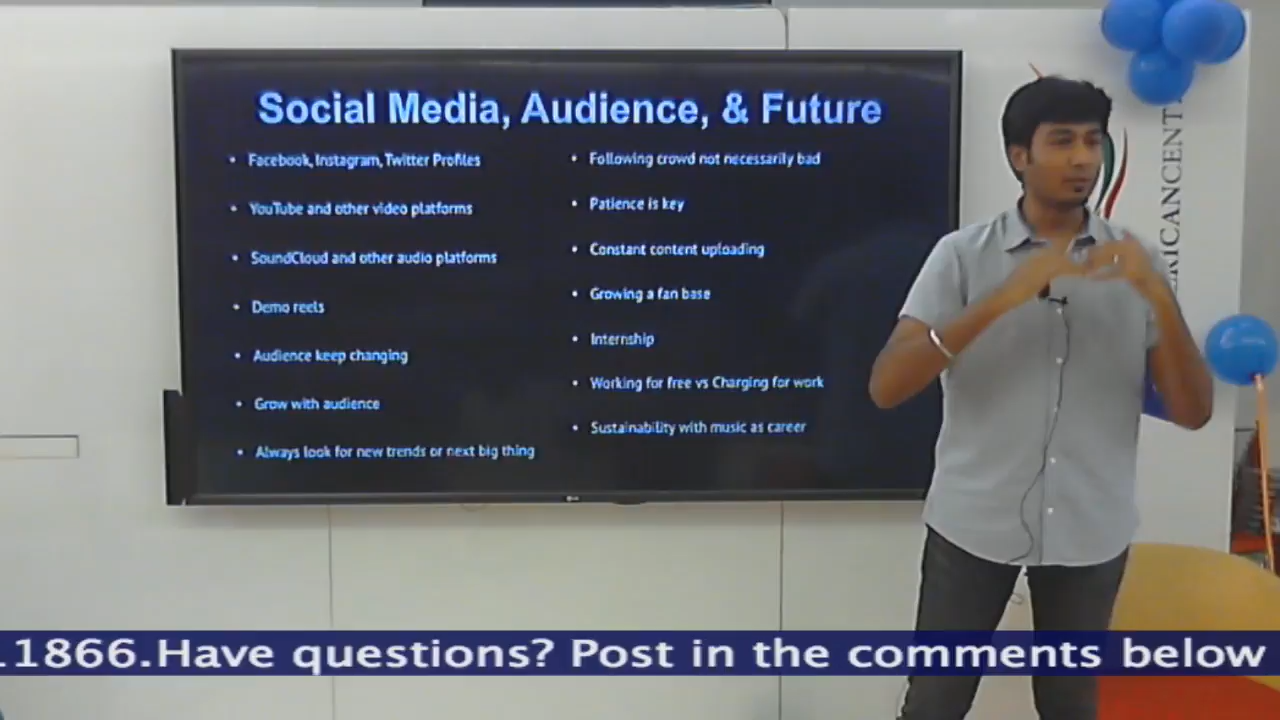 Social Media, Audience, & Future
• Facebook, Instagram, Twitter Profiles
• YouTube and other video platforms
• SoundCloud and other audio platforms
• Demo reels
• Audience keep changing
• Grow with audience
• Always look for new trends or next big thing
• Following crowd not necessarily bad
• Patience is key
• Constant content uploading
• Growing a fan base
• Internship
• Working for free vs Charging for work
• Sustainability with music as career
LG
RICANCENT
.1866.Have questions? Post in the comments below